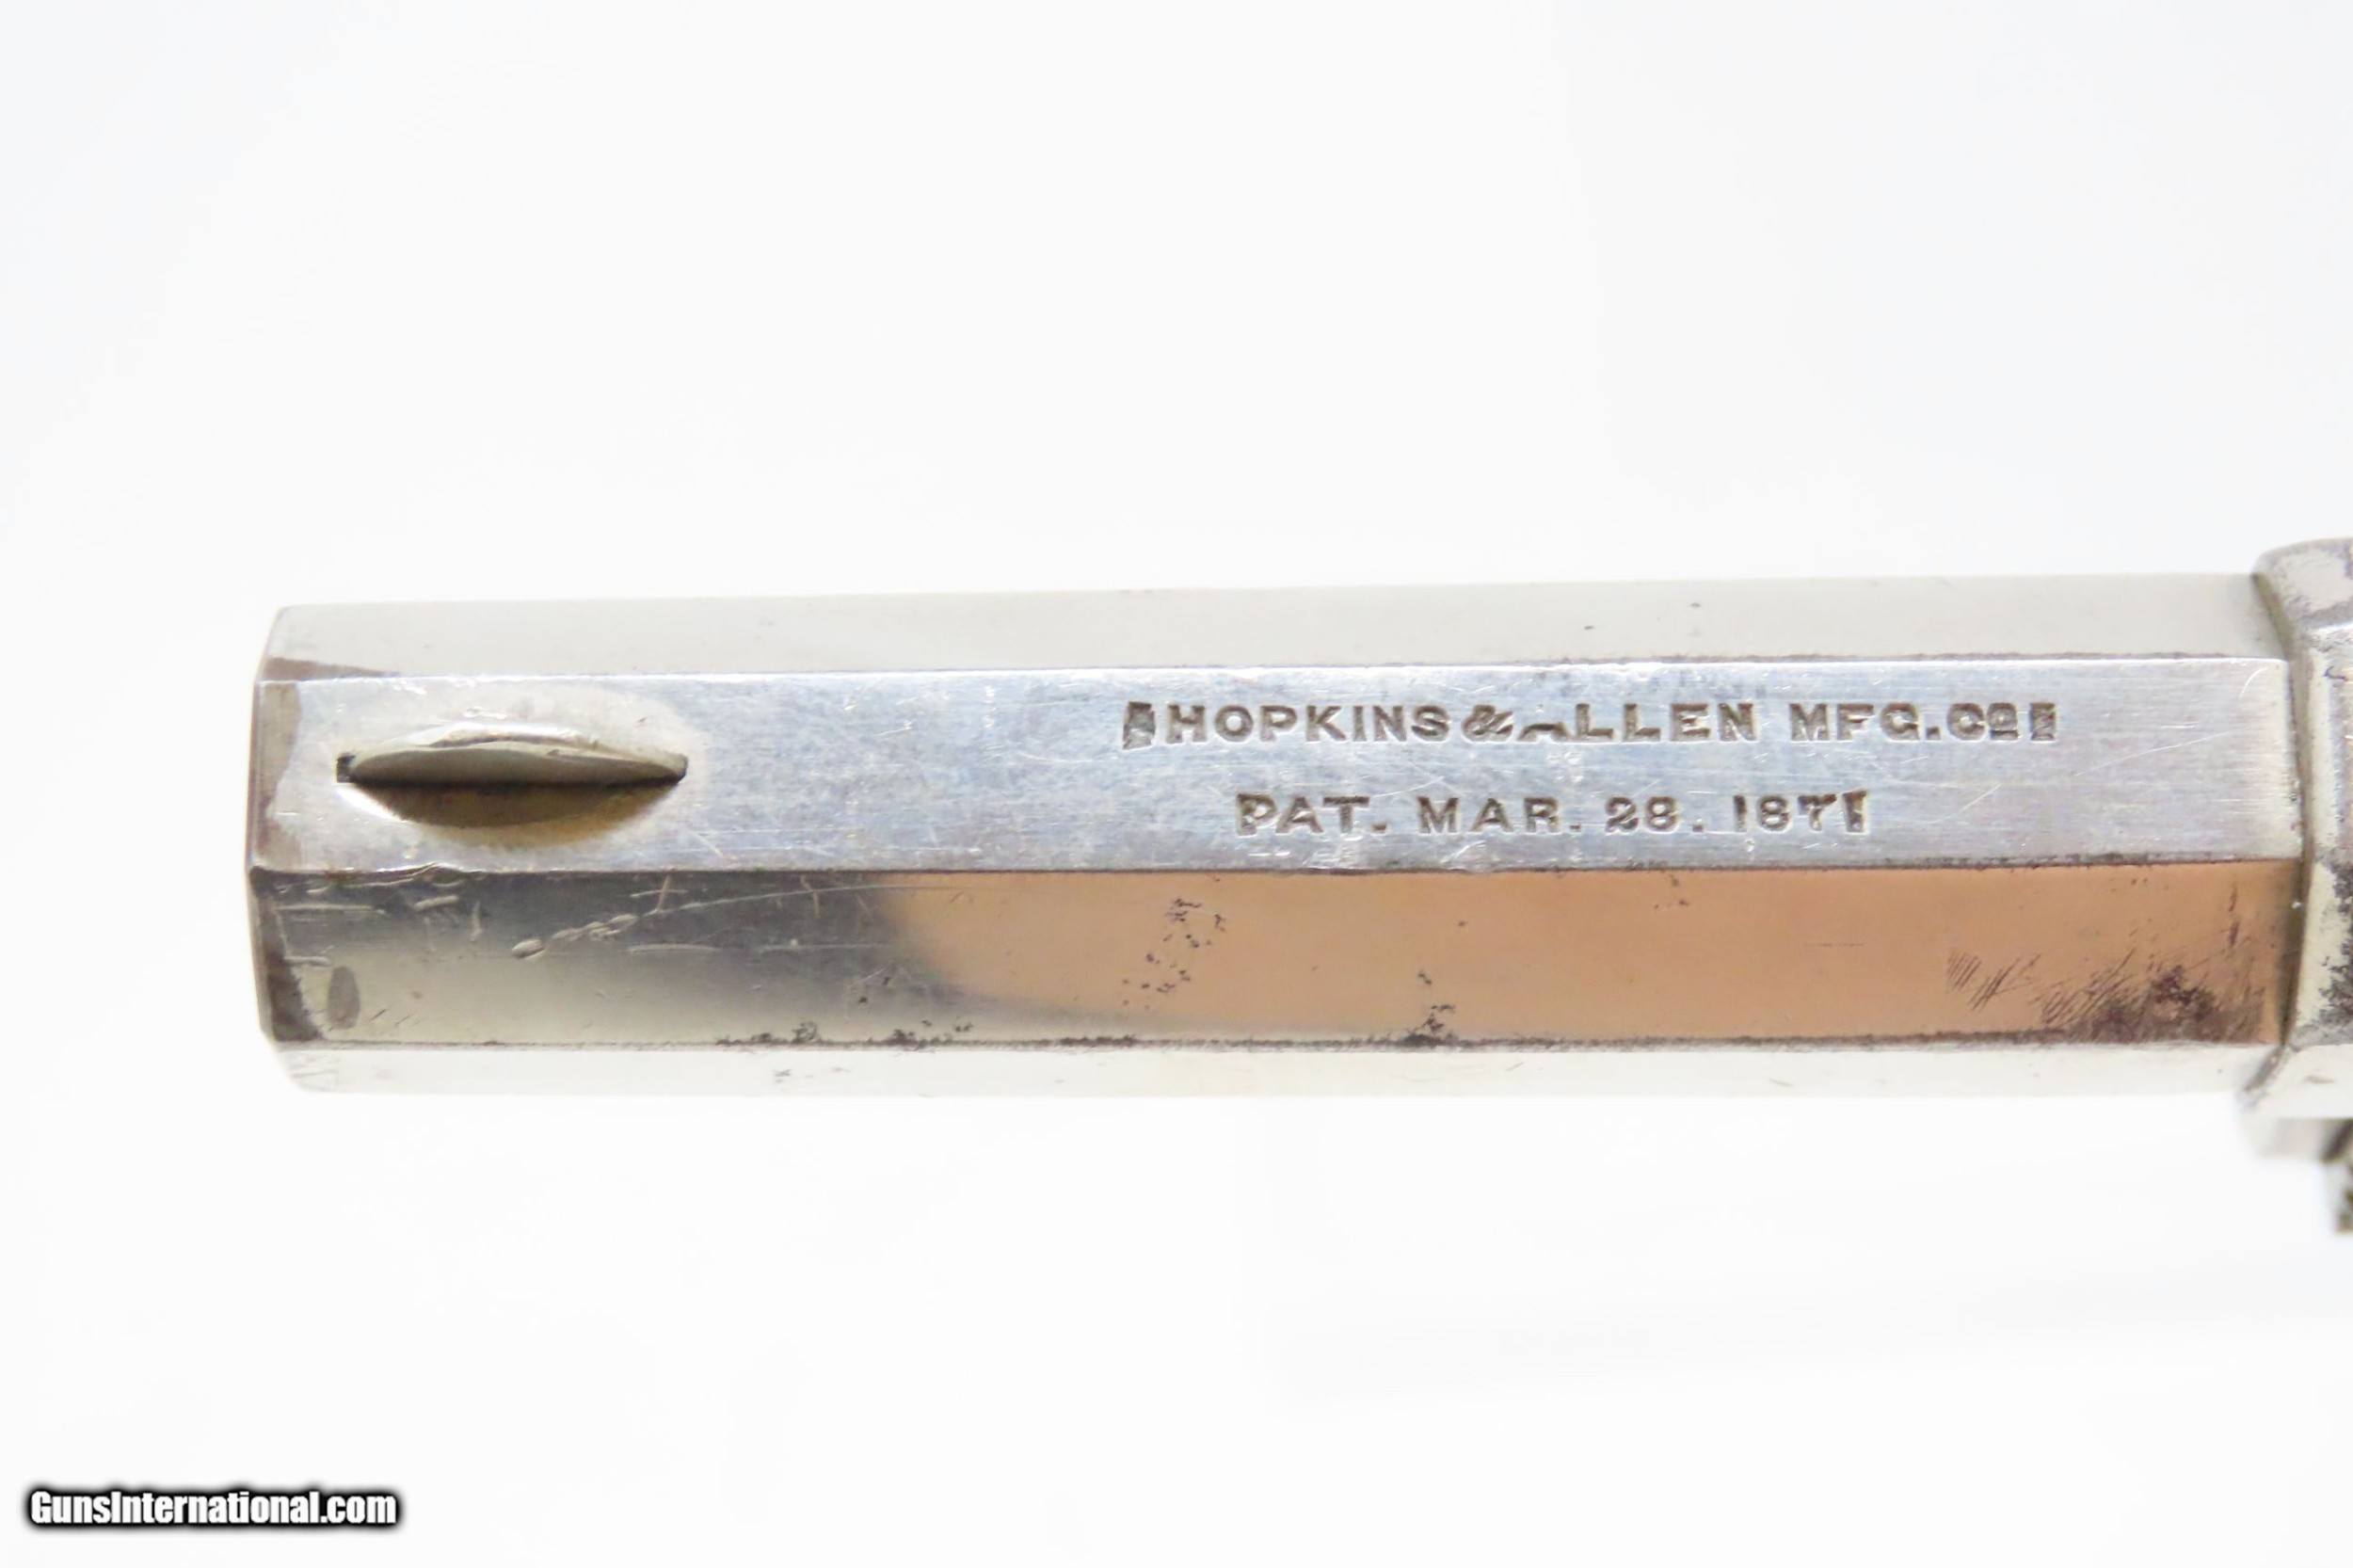 HOPKINS & ALLEN MFG. Co
PAT. MAR. 28. 1871
GunsInternational.com